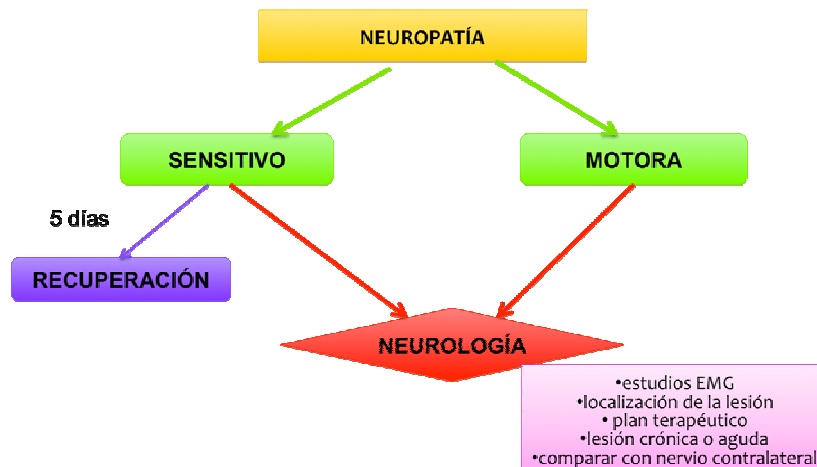 NEUROPATÍA
SENSITIVO
MOTORA
5 días
RECUPERACIÓN
NEUROLOGÍA
•estudios EMG
•localización de la lesión
• plan terapéutico
•lesión crónica o aguda
•comparar con nervio contralateral